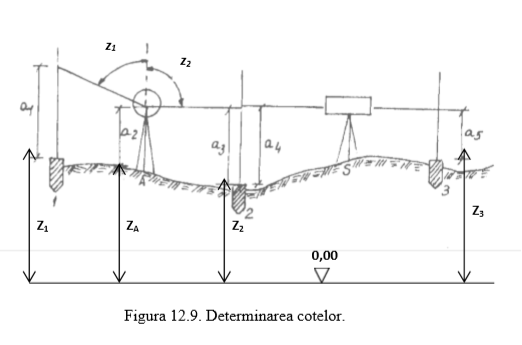 z₁
z₂
a₁
a₂
a₃
a₄
a₅
A
S
1
2
3
Z₁
Z_A
Z₂
Z₃
0,00
Figura 12.9. Determinarea cotelor.